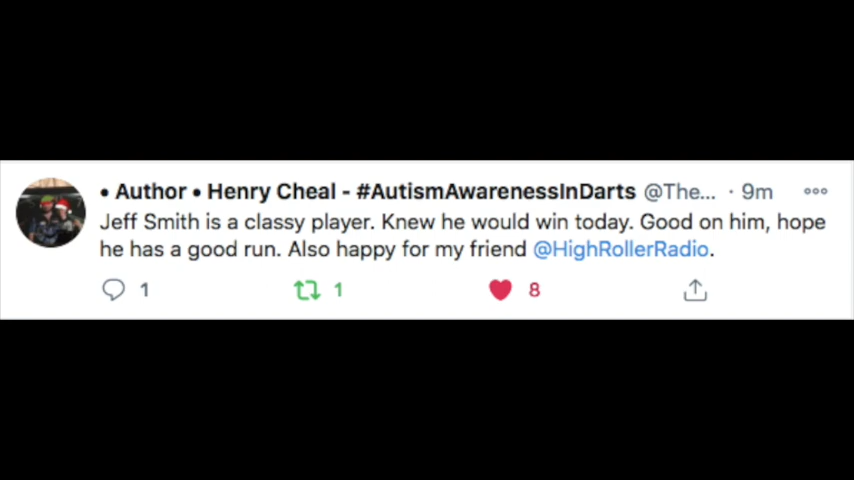 • Author • Henry Cheal - #AutismAwarenessInDarts @The... · 9m
Jeff Smith is a classy player. Knew he would win today. Good on him, hope
he has a good run. Also happy for my friend @HighRollerRadio.
1 1 8